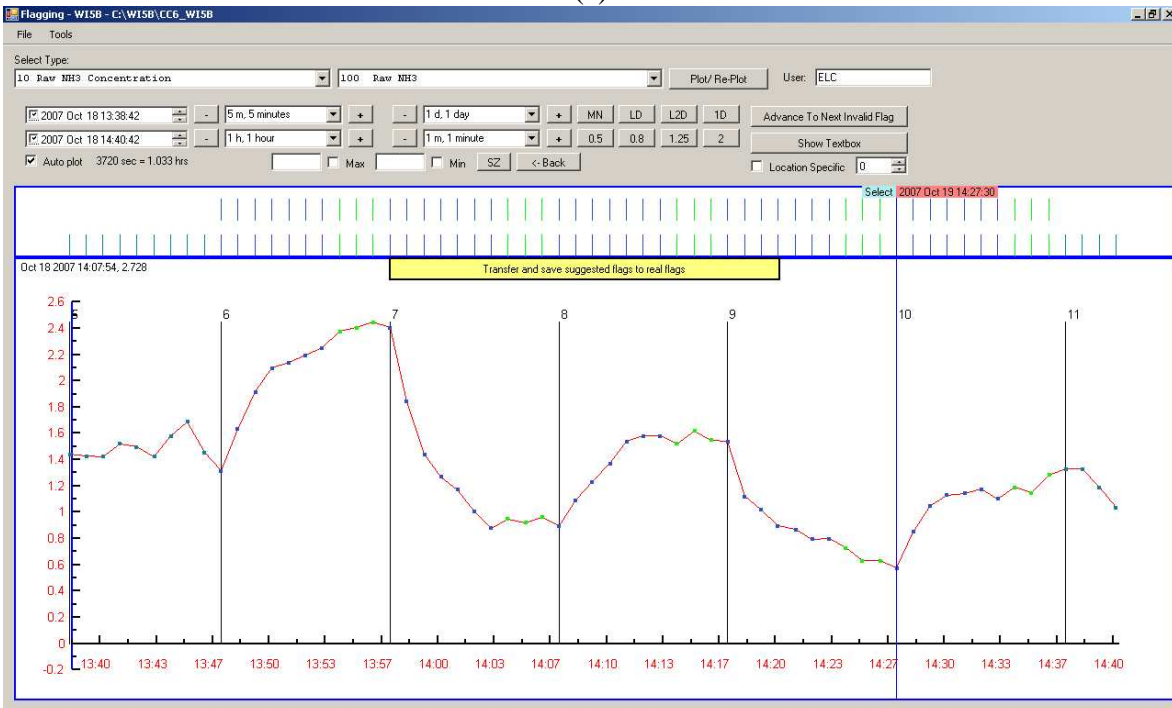 Flagging - WI5B - C:\WI5B\CC6_WI5B
File Tools
Select Type:
10 Raw NH3 Concentration 100 Raw NH3 Plot/ Re-Plot User: ELC
2007 Oct 18 13:38:42 - 5 m, 5 minutes + - 1 d, 1 day + MN LD L2D 1D Advance To Next Invalid Flag
2007 Oct 18 14:40:42 - 1 h, 1 hour + - 1 m, 1 minute + 0.5 0.8 1.25 2 Show Textbox
Auto plot 3720 sec = 1.033 hrs Max Min SZ <- Back Location Specific 0
Select 2007 Oct 19 14:27:30
Oct 18 2007 14:07:54, 2.728 Transfer and save suggested flags to real flags
5 6 7 8 9 10 11
2.6
2.4
2.2
2
1.8
1.6
1.4
1.2
1
0.8
0.6
0.4
0.2
0
-0.2
13:40 13:43 13:47 13:50 13:53 13:57 14:00 14:03 14:07 14:10 14:13 14:17 14:20 14:23 14:27 14:30 14:33 14:37 14:40